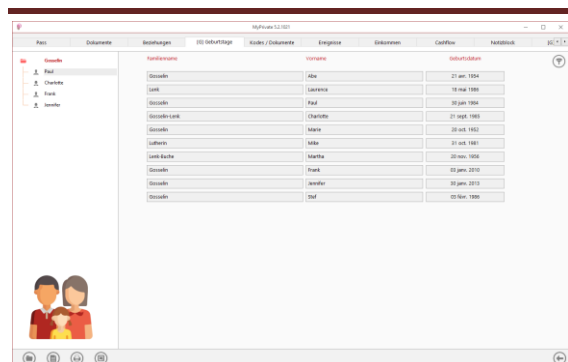 MyPrivate 5.2.1021
Pass Dokumente Beziehungen (0) Geburtstage Kodes / Dokumente Ereignisse Einkommen Cashflow Notizblock
Gosselin
Paul
Charlotte
Frank
Jennifer
Familienname Vorname Geburtsdatum
Gosselin Abe 21 avr. 1954
Lenk Laurence 16 mai 1986
Gosselin Paul 30 juin 1984
Gosselin-Lenk Charlotte 21 sept. 1985
Gosselin Marie 20 oct. 1952
Lutherin Mike 31 oct. 1981
Lenk-Buche Martha 20 nov. 1956
Gosselin Frank 03 janv. 2010
Gosselin Jennifer 30 janv. 2013
Gosselin Stef 05 févr. 1986